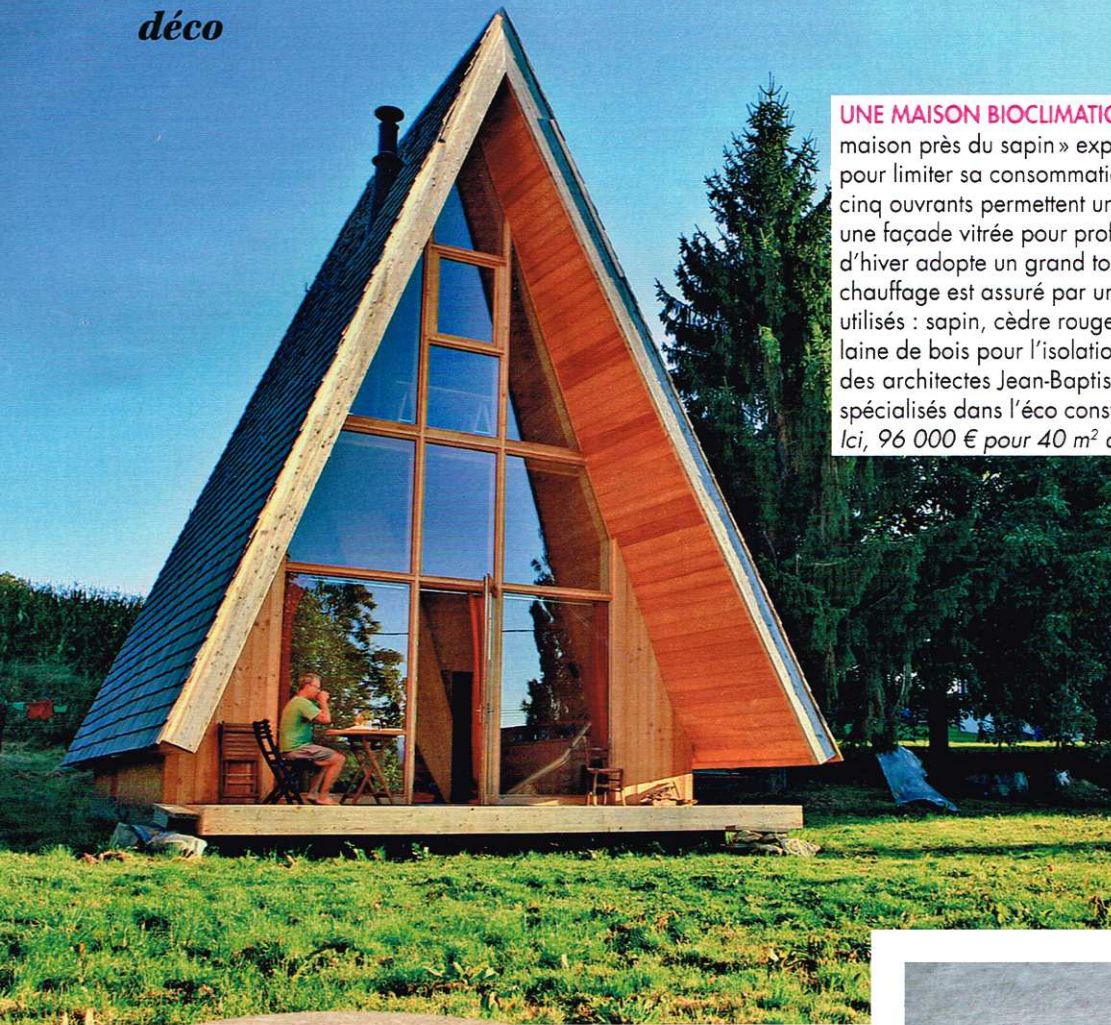 déco
UNE MAISON BIOCLIMATIQ
maison près du sapin» exp
pour limiter sa consommati
cinq ouvrants permettent un
une façade vitrée pour prof
d'hiver adopte un grand to
chauffage est assuré par un
utilisés : sapin, cèdre rouge
laine de bois pour l'isolatio
des architectes Jean-Baptis
spécialisés dans l'éco cons
Ici, 96 000 € pour 40 m²